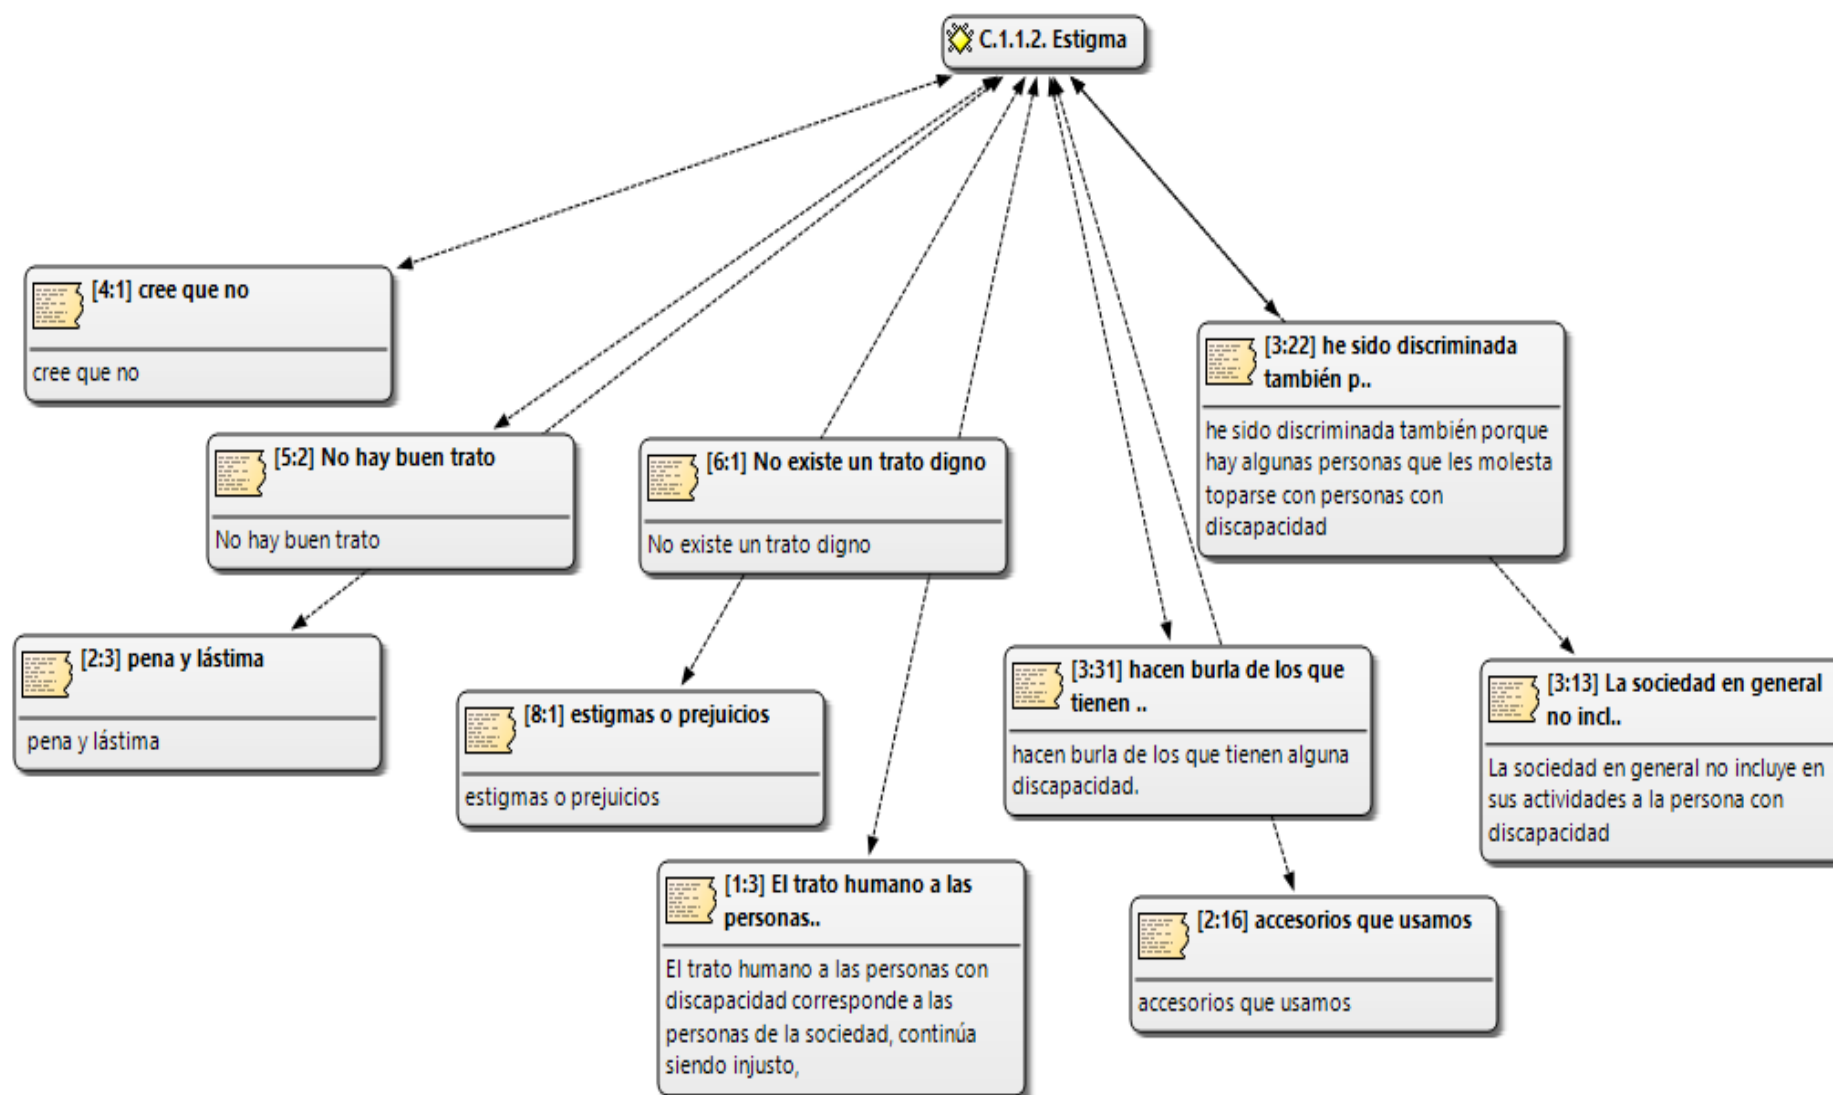 C.1.1.2. Estigma
[4:1] cree que no
cree que no
[5:2] No hay buen trato
No hay buen trato
[6:1] No existe un trato digno
No existe un trato digno
[3:22] he sido discriminada
también p..
he sido discriminada también porque
hay algunas personas que les molesta
toparse con personas con
discapacidad
[2:3] pena y lástima
pena y lástima
[8:1] estigmas o prejuicios
estigmas o prejuicios
[3:31] hacen burla de los que
tienen ..
hacen burla de los que tienen alguna
discapacidad.
[3:13] La sociedad en general
no incl..
La sociedad en general no incluye en
sus actividades a la persona con
discapacidad
[1:3] El trato humano a las
personas..
El trato humano a las personas con
discapacidad corresponde a las
personas de la sociedad, continúa
siendo injusto,
[2:16] accesorios que usamos
accesorios que usamos